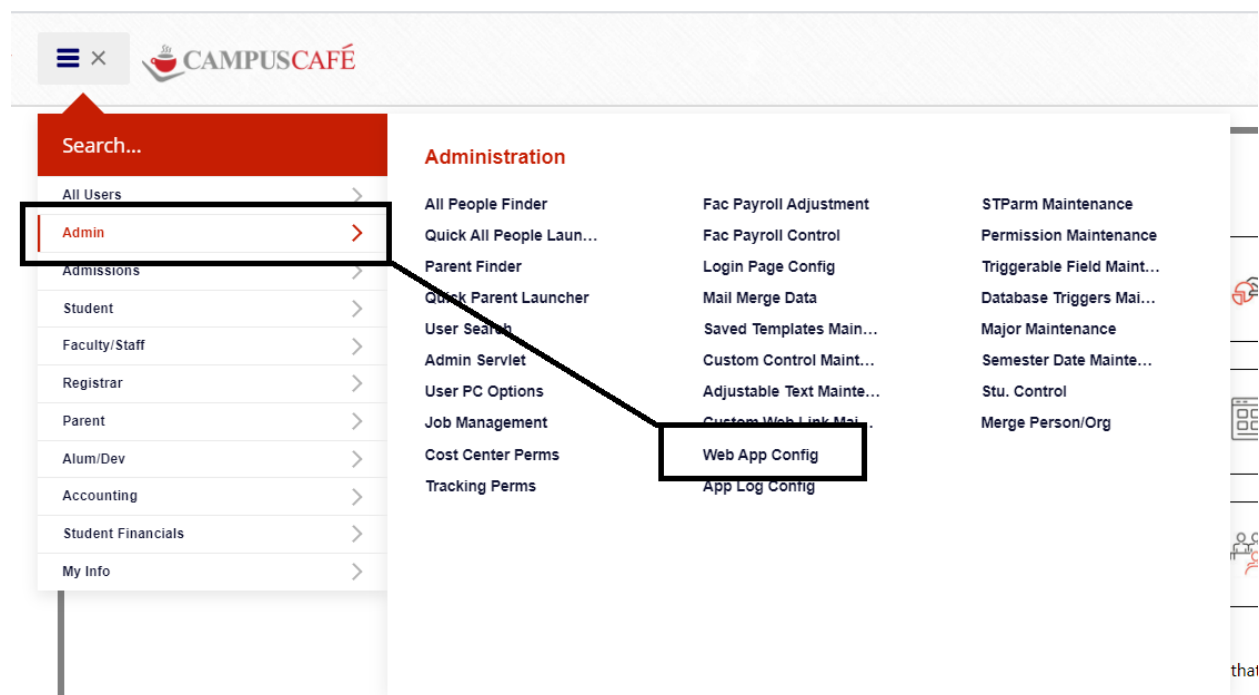 CAMPUSCAFÉ
Search...
All Users
Admin
Admissions
Student
Faculty/Staff
Registrar
Parent
Alum/Dev
Accounting
Student Financials
My Info
Administration
All People Finder
Quick All People Laun...
Parent Finder
Quick Parent Launcher
User Search
Admin Servlet
User PC Options
Job Management
Cost Center Perms
Tracking Perms
Fac Payroll Adjustment
Fac Payroll Control
Login Page Config
Mail Merge Data
Saved Templates Main...
Custom Control Maint...
Adjustable Text Mainte...
Custom Web Link Mai...
Web App Config
App Log Config
STParm Maintenance
Permission Maintenance
Triggerable Field Maint...
Database Triggers Mai...
Major Maintenance
Semester Date Mainte...
Stu. Control
Merge Person/Org
that